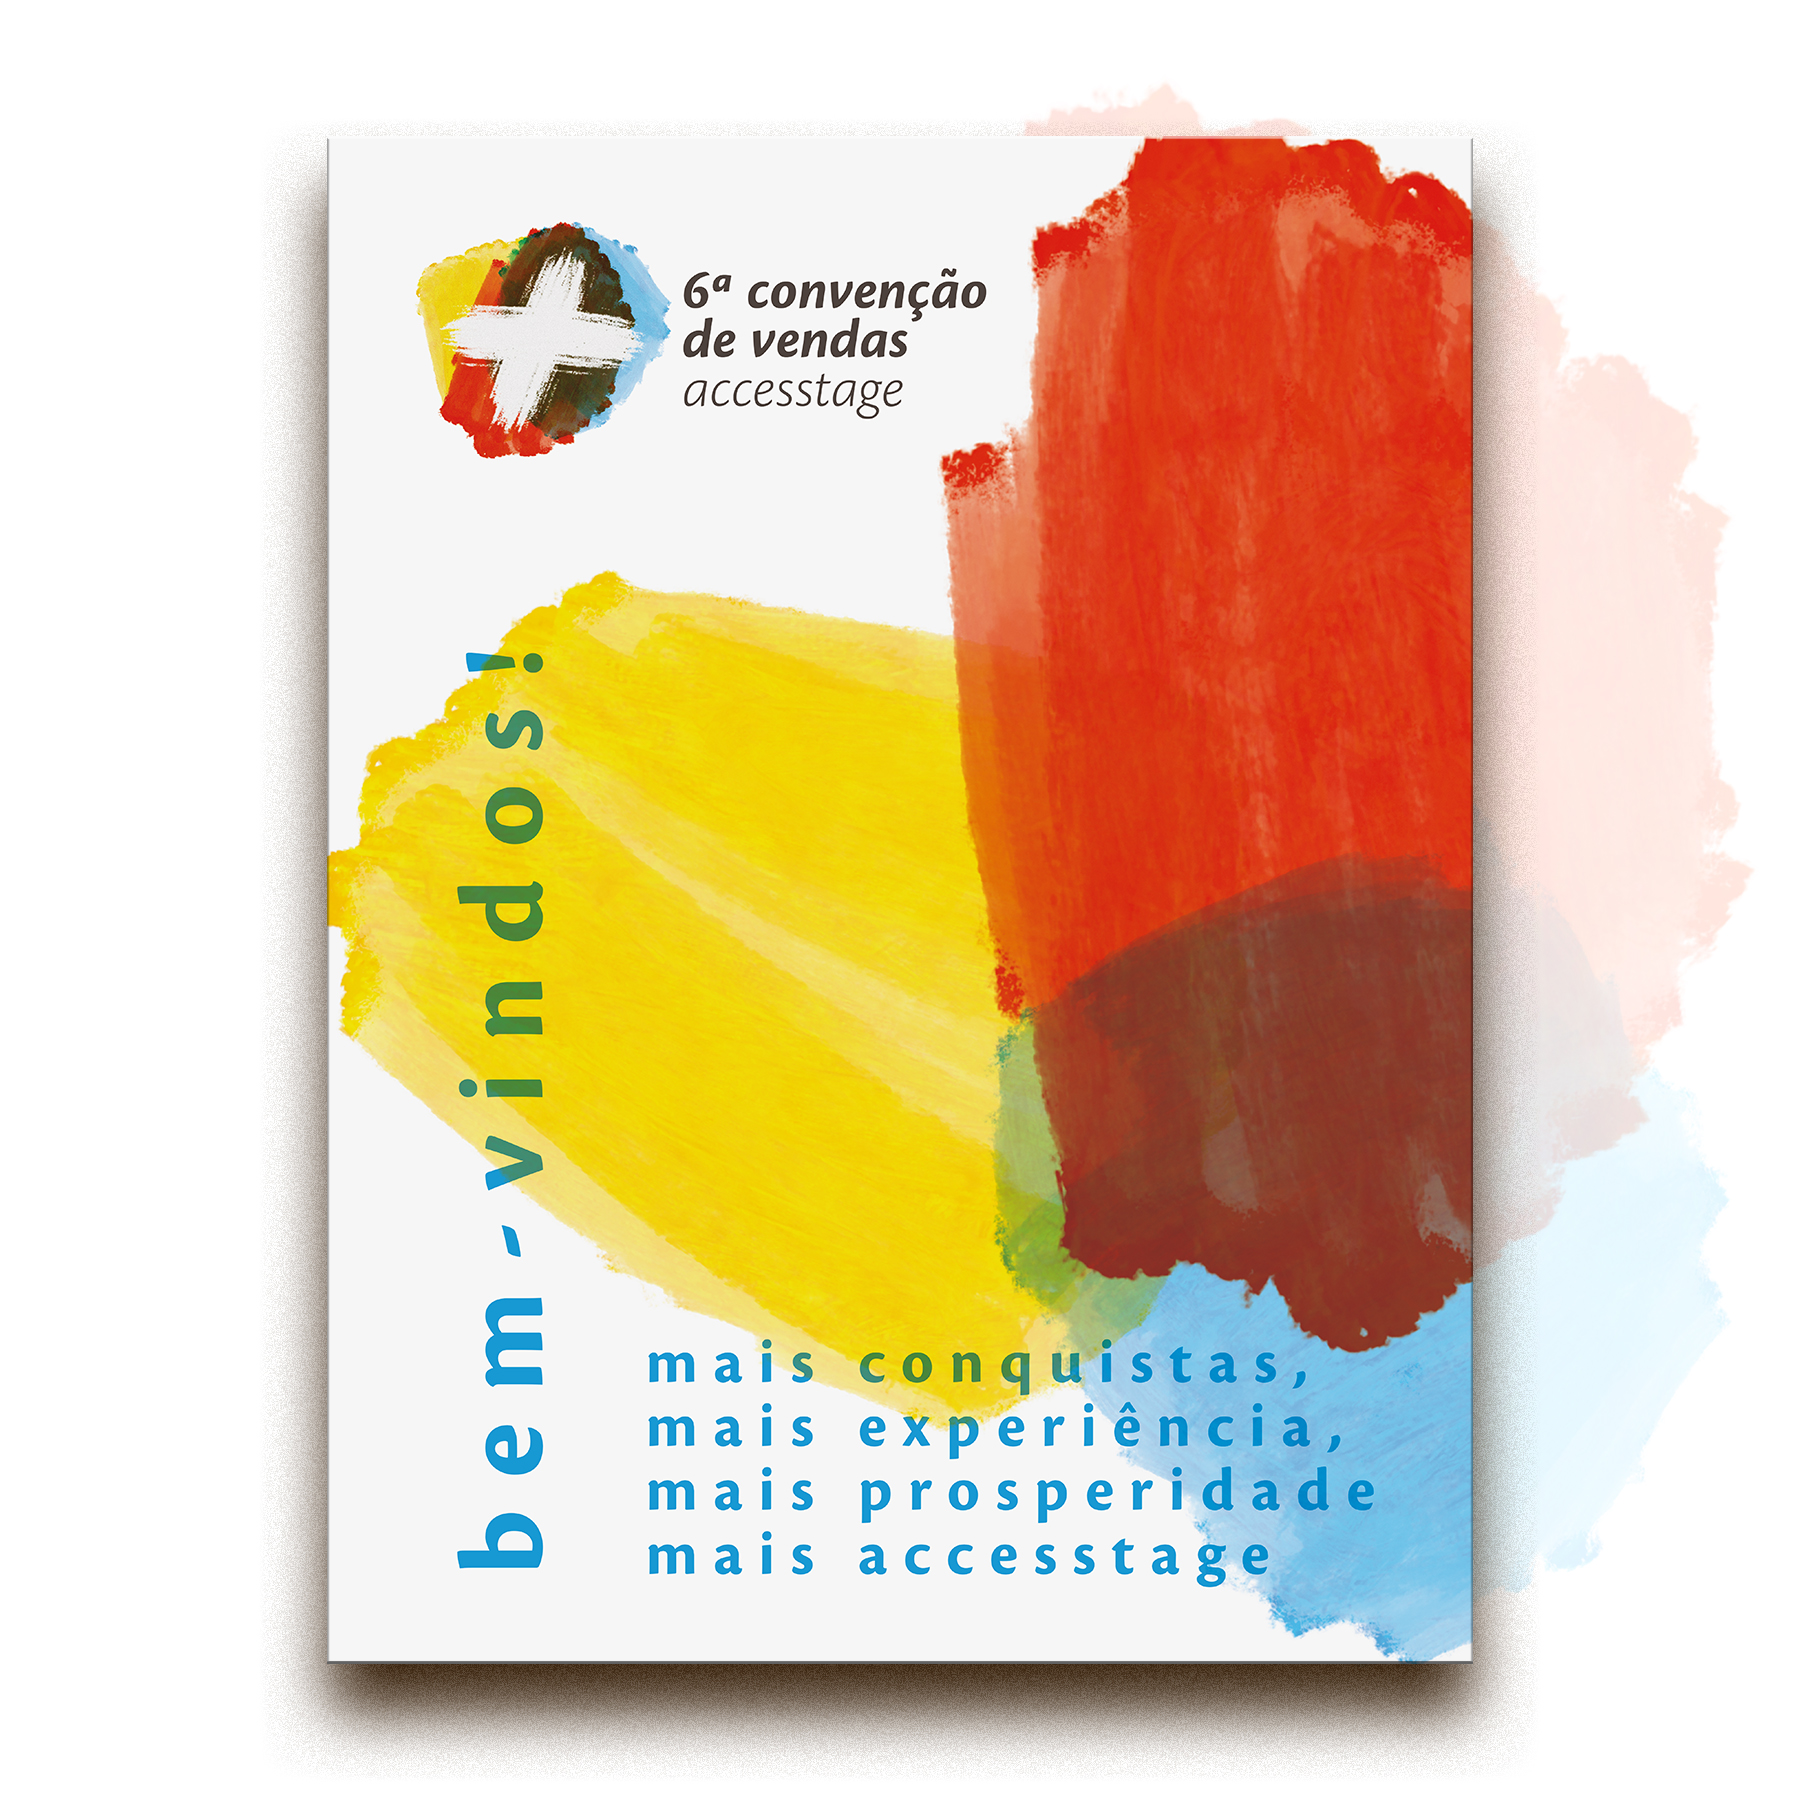 6ª convenção
de vendas
accesstage
bem-vindos!
mais conquistas,
mais experiência,
mais prosperidade
mais accesstage